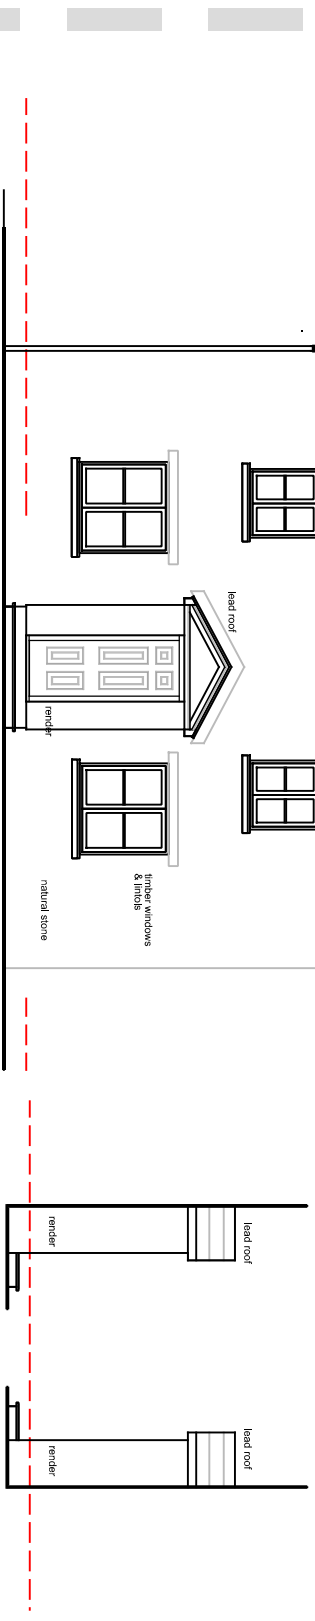 lead roof
render
timber windows
& lintols
natural stone
lead roof
render
lead roof
render